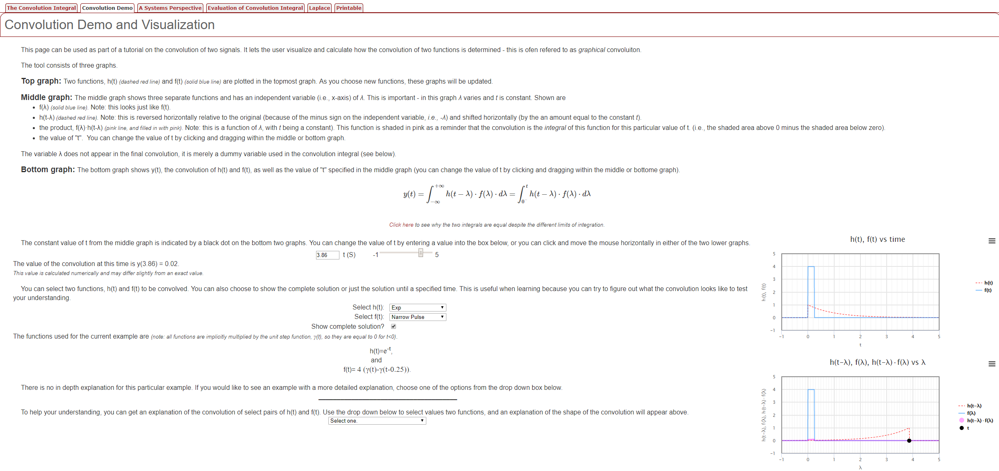 The Convolution Integral Convolution Demo A Systems Perspective Evaluation of Convolution Integral Laplace Printable
Convolution Demo and Visualization
This page can be used as part of a tutorial on the convolution of two signals. It lets the user visualize and calculate how the convolution of two functions is determined - this is ofen refered to as graphical convoluiton.
The tool consists of three graphs.
Top graph: Two functions, h(t) (dashed red line) and f(t) (solid blue line) are plotted in the topmost graph. As you choose new functions, these graphs will be updated.
Middle graph: The middle graph shows three separate functions and has an independent variable (i.e., x-axis) of λ. This is important - in this graph λ varies and t is constant. Shown are
• f(λ) (solid blue line). Note: this looks just like f(t).
• h(t-λ) (dashed red line). Note: this is reversed horizontally relative to the original (because of the minus sign on the independent variable, i.e., -λ) and shifted horizontally (by the an amount equal to the constant t).
• the product, f(λ)·h(t-λ) (pink line, and filled in with pink). Note: this is a function of λ, with t being a constant). This function is shaded in pink as a reminder that the convolution is the integral of this function for this particular value of t. (i.e., the shaded area above 0 minus the shaded area below zero).
• the value of "t".  You can change the value of t by clicking and dragging within the middle or bottom graph.
The variable λ does not appear in the final convolution, it is merely a dummy variable used in the convolution integral (see below).
Bottom graph: The bottom graph shows y(t), the convolution of h(t) and f(t), as well as the value of "t" specified in the middle graph (you can change the value of t by clicking and dragging within the middle or bottome graph).
y(t) = ∫_{-∞}^{+∞} h(t − λ) · f(λ) · dλ = ∫_{0^-}^{t} h(t − λ) · f(λ) · dλ
Click here to see why the two integrals are equal despite the different limits of integration.
The constant value of t from the middle graph is indicated by a black dot on the bottom two graphs. You can change the value of t by entering a value into the box below, or you can click and move the mouse horizontally in either of the two lower graphs.
3.86 t (S) -1 5
The value of the convolution at this time is y(3.86) = 0.02.
This value is calculated numerically and may differ slightly from an exact value.
You can select two functions, h(t) and f(t) to be convolved. You can also choose to show the complete solution or just the solution until a specified time. This is useful when learning because you can try to figure out what the convolution looks like to test
your understanding.
Select h(t): Exp
Select f(t): Narrow Pulse
Show complete solution?
The functions used for the current example are (note: all functions are implicitly multiplied by the unit step function, γ(t), so they are equal to 0 for t<0).
h(t)=e^-t,
and
f(t)= 4 (γ(t)-γ(t-0.25)).
There is no in depth explanation for this particular example. If you would like to see an example with a more detailed explanation, choose one of the options from the drop down box below.
To help your understanding, you can get an explanation of the convolution of select pairs of h(t) and f(t). Use the drop down below to select values two functions, and an explanation of the shape of the convolution will appear above.
Select one.
h(t), f(t) vs time
h(t), f(t)
5
4
3
2
1
0
-1
-1 0 1 2 3 4 5
t
h(t)
f(t)
h(t-λ), f(λ), h(t-λ)·f(λ) vs λ
h(t-λ), f(λ), h(t-λ)·f(λ)
5
4
3
2
1
0
-1
-1 0 1 2 3 4 5
λ
h(t-λ)
f(λ)
h(t-λ)·f(λ)
t